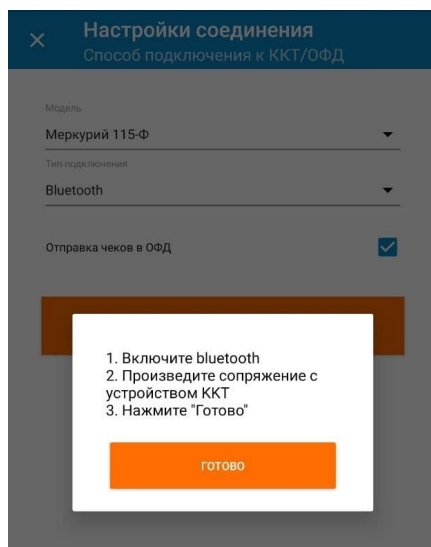 Настройки соединения
Способ подключения к ККТ/ОФД
Модель
Меркурий 115-Ф
Тип подключения
Bluetooth
Отправка чеков в ОФД
1. Включите bluetooth
2. Произведите сопряжение с
устройством ККТ
3. Нажмите "Готово"
ГОТОВО